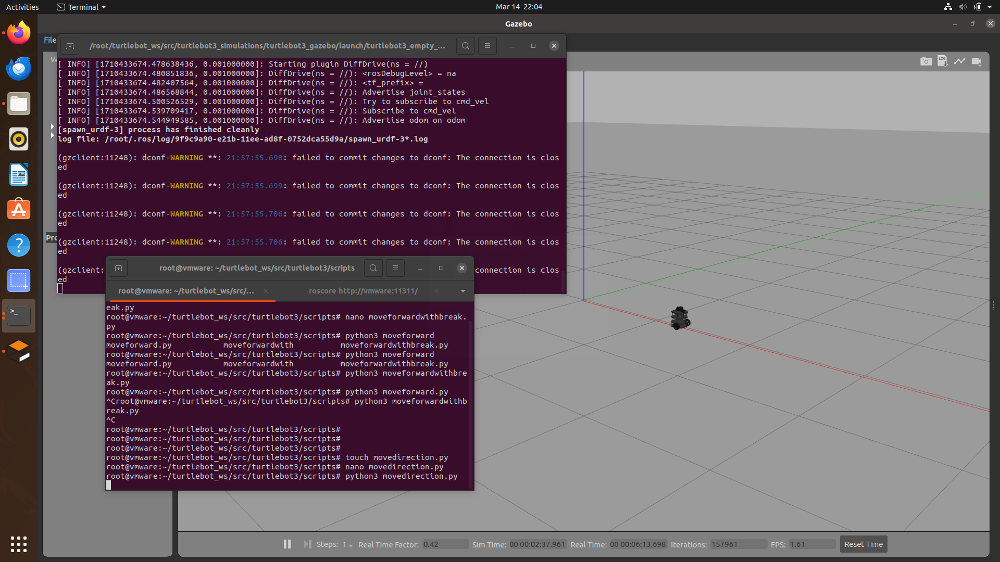 Activities
Terminal
Mar 14 22:04
Gazebo
File
/root/turtlebot_ws/src/turtlebot3_simulations/turtlebot3_gazebo/launch/turtlebot3_empty_...
W
LOG
[ INFO] [1710433674.478638436, 0.001000000]: Starting plugin DiffDrive(ns = //)
[ INFO] [1710433674.480851836, 0.001000000]: DiffDrive(ns = //): <rosDebugLevel> = na
[ INFO] [1710433674.482407564, 0.001000000]: DiffDrive(ns = //): <tf_prefix> =
[ INFO] [1710433674.486568844, 0.001000000]: DiffDrive(ns = //): Advertise joint_states
[ INFO] [1710433674.500526529, 0.001000000]: DiffDrive(ns = //): Try to subscribe to cmd_vel
[ INFO] [1710433674.539709417, 0.001000000]: DiffDrive(ns = //): Subscribe to cmd_vel
[ INFO] [1710433674.544949585, 0.001000000]: DiffDrive(ns = //): Advertise odom on odom
[spawn_urdf-3] process has finished cleanly
log file: /root/.ros/log/9f9c9a90-e21b-11ee-ad8f-0752dca55d9a/spawn_urdf-3*.log
(gzclient:11248): dconf-WARNING **: 21:57:55.698: failed to commit changes to dconf: The connection is clos
ed
(gzclient:11248): dconf-WARNING **: 21:57:55.699: failed to commit changes to dconf: The connection is clos
ed
(gzclient:11248): dconf-WARNING **: 21:57:55.706: failed to commit changes to dconf: The connection is clos
ed
Pro
(gzclient:11248): dconf-WARNING **: 21:57:55.706: failed to commit changes to dconf: The connection is clos
ed
(gzclient: connection is clos
ed
root@vmware: ~/turtlebot_ws/src/turtlebot3/scripts
root@vmware: ~/turtlebot_ws/src/...
roscore http://vmware:11311/
eak.py
root@vmware:~/turtlebot_ws/src/turtlebot3/scripts# nano moveforwardwithbreak.
py
root@vmware:~/turtlebot_ws/src/turtlebot3/scripts# python3 moveforward
moveforward.py moveforwardwith moveforwardwithbreak.py
root@vmware:~/turtlebot_ws/src/turtlebot3/scripts# python3 moveforward
moveforward.py moveforwardwith moveforwardwithbreak.py
root@vmware:~/turtlebot_ws/src/turtlebot3/scripts# python3 moveforwardwithbre
ak.py
root@vmware:~/turtlebot_ws/src/turtlebot3/scripts# python3 moveforward.py
^Croot@vmware:~/turtlebot_ws/src/turtlebot3/scripts# python3 moveforwardwithb
reak.py
^C
root@vmware:~/turtlebot_ws/src/turtlebot3/scripts#
root@vmware:~/turtlebot_ws/src/turtlebot3/scripts#
root@vmware:~/turtlebot_ws/src/turtlebot3/scripts#
root@vmware:~/turtlebot_ws/src/turtlebot3/scripts# touch movedirection.py
root@vmware:~/turtlebot_ws/src/turtlebot3/scripts# nano movedirection.py
root@vmware:~/turtlebot_ws/src/turtlebot3/scripts# python3 movedirection.py
Steps: 1 Real Time Factor: 0.42 Sim Time: 00 00:02:37.961 Real Time: 00 00:06:13.698 Iterations: 157961 FPS: 1.61 Reset Time